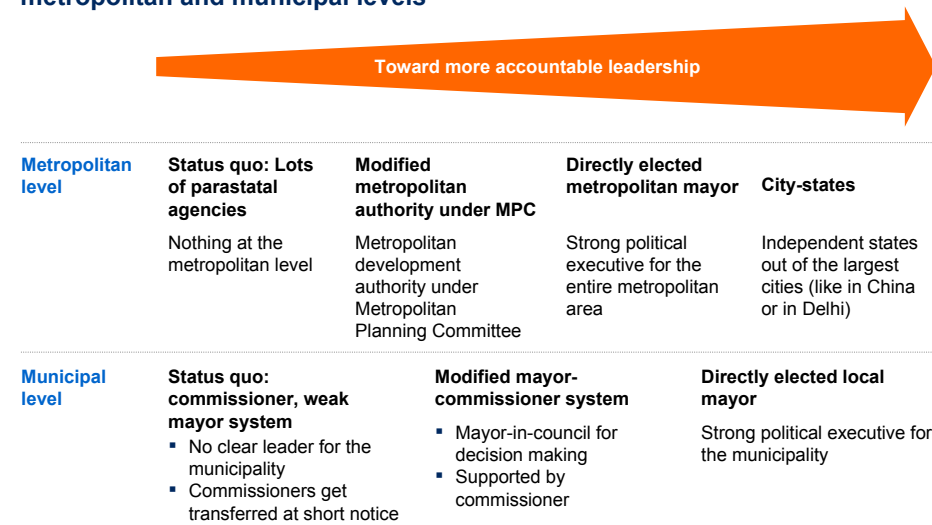 metropolitan and municipal levels
Toward more accountable leadership
Metropolitan
level
Status quo: Lots
of parastatal
agencies
Nothing at the
metropolitan level
Modified
metropolitan
authority under MPC
Metropolitan
development
authority under
Metropolitan
Planning Committee
Directly elected
metropolitan mayor
Strong political
executive for the
entire metropolitan
area
City-states
Independent states
out of the largest
cities (like in China
or in Delhi)
Municipal
level
Status quo:
commissioner, weak
mayor system
▪ No clear leader for the
municipality
▪ Commissioners get
transferred at short notice
Modified mayor-
commissioner system
▪ Mayor-in-council for
decision making
▪ Supported by
commissioner
Directly elected local
mayor
Strong political executive for
the municipality